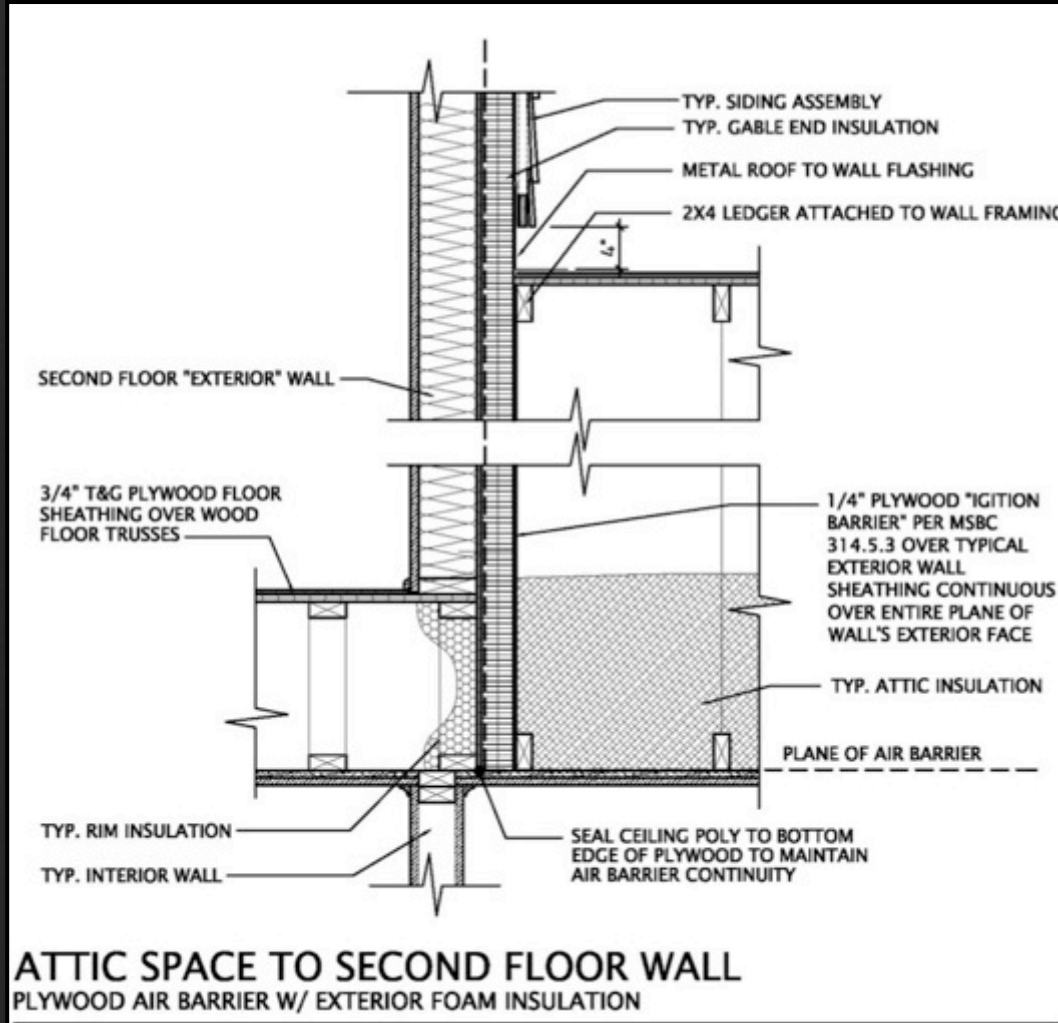 TYP. SIDING ASSEMBLY
TYP. GABLE END INSULATION
METAL ROOF TO WALL FLASHING
2X4 LEDGER ATTACHED TO WALL FRAMING
4"
SECOND FLOOR "EXTERIOR" WALL
3/4" T&G PLYWOOD FLOOR
SHEATHING OVER WOOD
FLOOR TRUSSES
1/4" PLYWOOD "IGITION
BARRIER" PER MSBC
314.5.3 OVER TYPICAL
EXTERIOR WALL
SHEATHING CONTINUOUS
OVER ENTIRE PLANE OF
WALL'S EXTERIOR FACE
TYP. ATTIC INSULATION
PLANE OF AIR BARRIER
TYP. RIM INSULATION
TYP. INTERIOR WALL
SEAL CEILING POLY TO BOTTOM
EDGE OF PLYWOOD TO MAINTAIN
AIR BARRIER CONTINUITY
ATTIC SPACE TO SECOND FLOOR WALL
PLYWOOD AIR BARRIER W/ EXTERIOR FOAM INSULATION